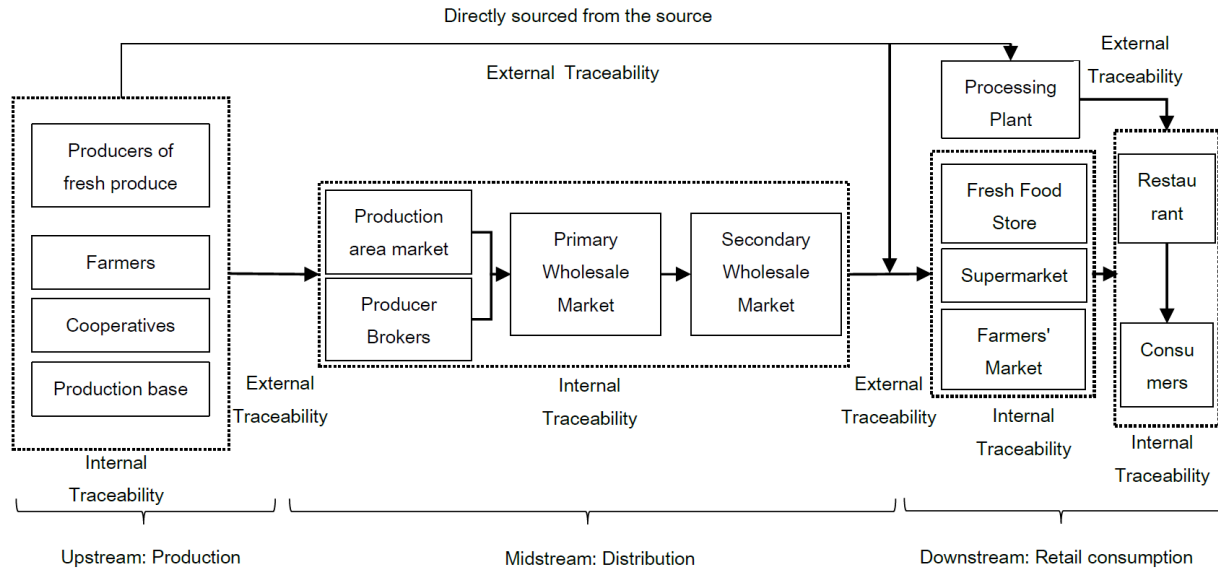 Directly sourced from the source
External Traceability
External
Traceability
Processing
Plant
Producers of
fresh produce
Farmers
Cooperatives
Production base
Internal
Traceability
External
Traceability
Production
area market
Producer
Brokers
Primary
Wholesale
Market
Secondary
Wholesale
Market
Internal
Traceability
External
Traceability
Fresh Food
Store
Supermarket
Farmers'
Market
Internal
Traceability
Restau
rant
Consu
mers
Internal
Traceability
Upstream: Production
Midstream: Distribution
Downstream: Retail consumption